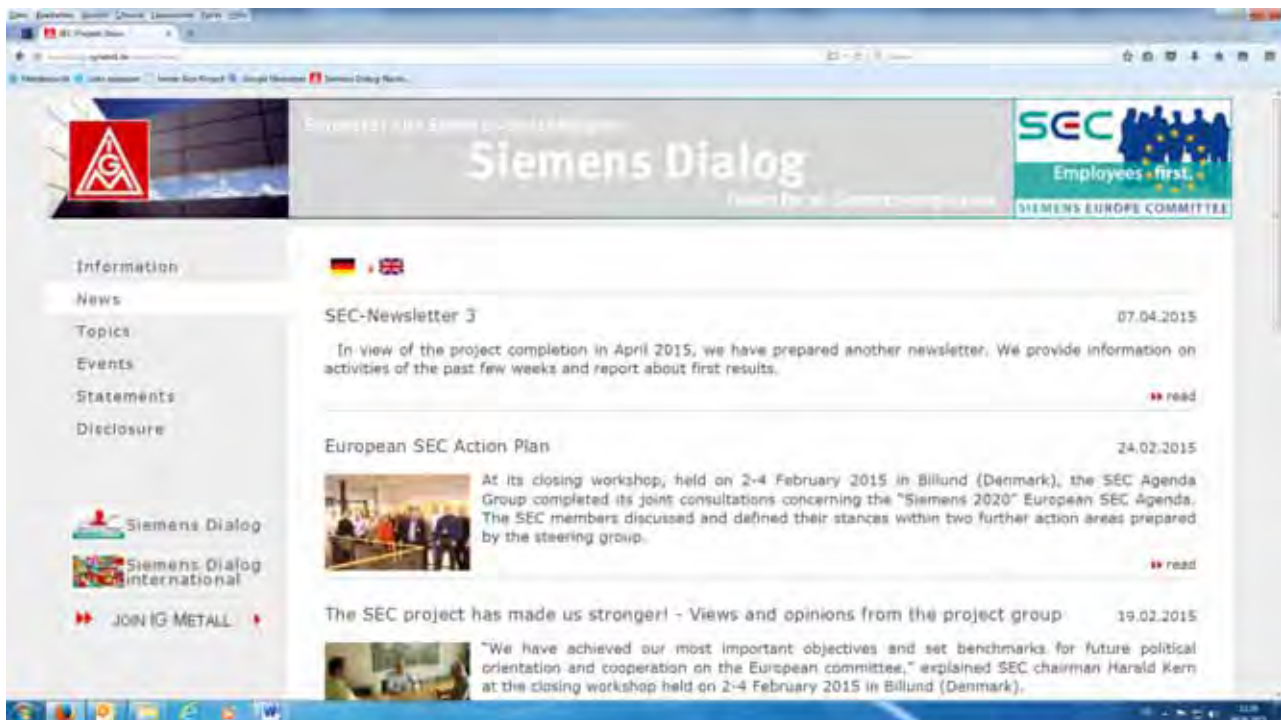 IG
M
Siemens Dialog
SEC
Employees first.
SIEMENS EUROPE COMMITTEE
Information
News
Topics
Events
Statements
Disclosure
Siemens Dialog
Siemens Dialog
international
JOIN IG METALL
SEC-Newsletter 3 07.04.2015
In view of the project completion in April 2015, we have prepared another newsletter. We provide information on
activities of the past few weeks and report about first results.
read
European SEC Action Plan 24.02.2015
At its closing workshop, held on 2-4 February 2015 in Billund (Denmark), the SEC Agenda
Group completed its joint consultations concerning the "Siemens 2020" European SEC Agenda.
The SEC members discussed and defined their stances within two further action areas prepared
by the steering group.
read
The SEC project has made us stronger! - Views and opinions from the project group 19.02.2015
"We have achieved our most important objectives and set benchmarks for future political
orientation and cooperation on the European committee," explained SEC chairman Harald Kern
at the closing workshop held on 2-4 February 2015 in Billund (Denmark).